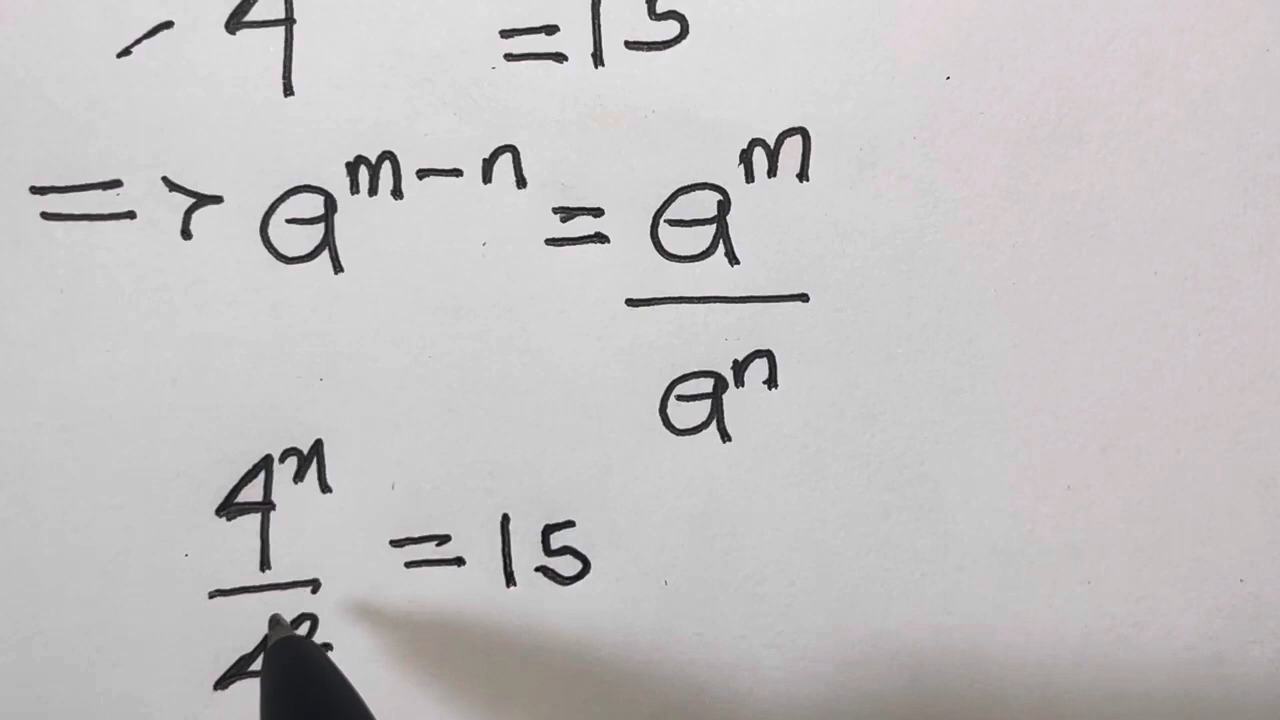 - 4 = 15
=> a^{m-n} = a^m / a^n
4^x / 4 = 15